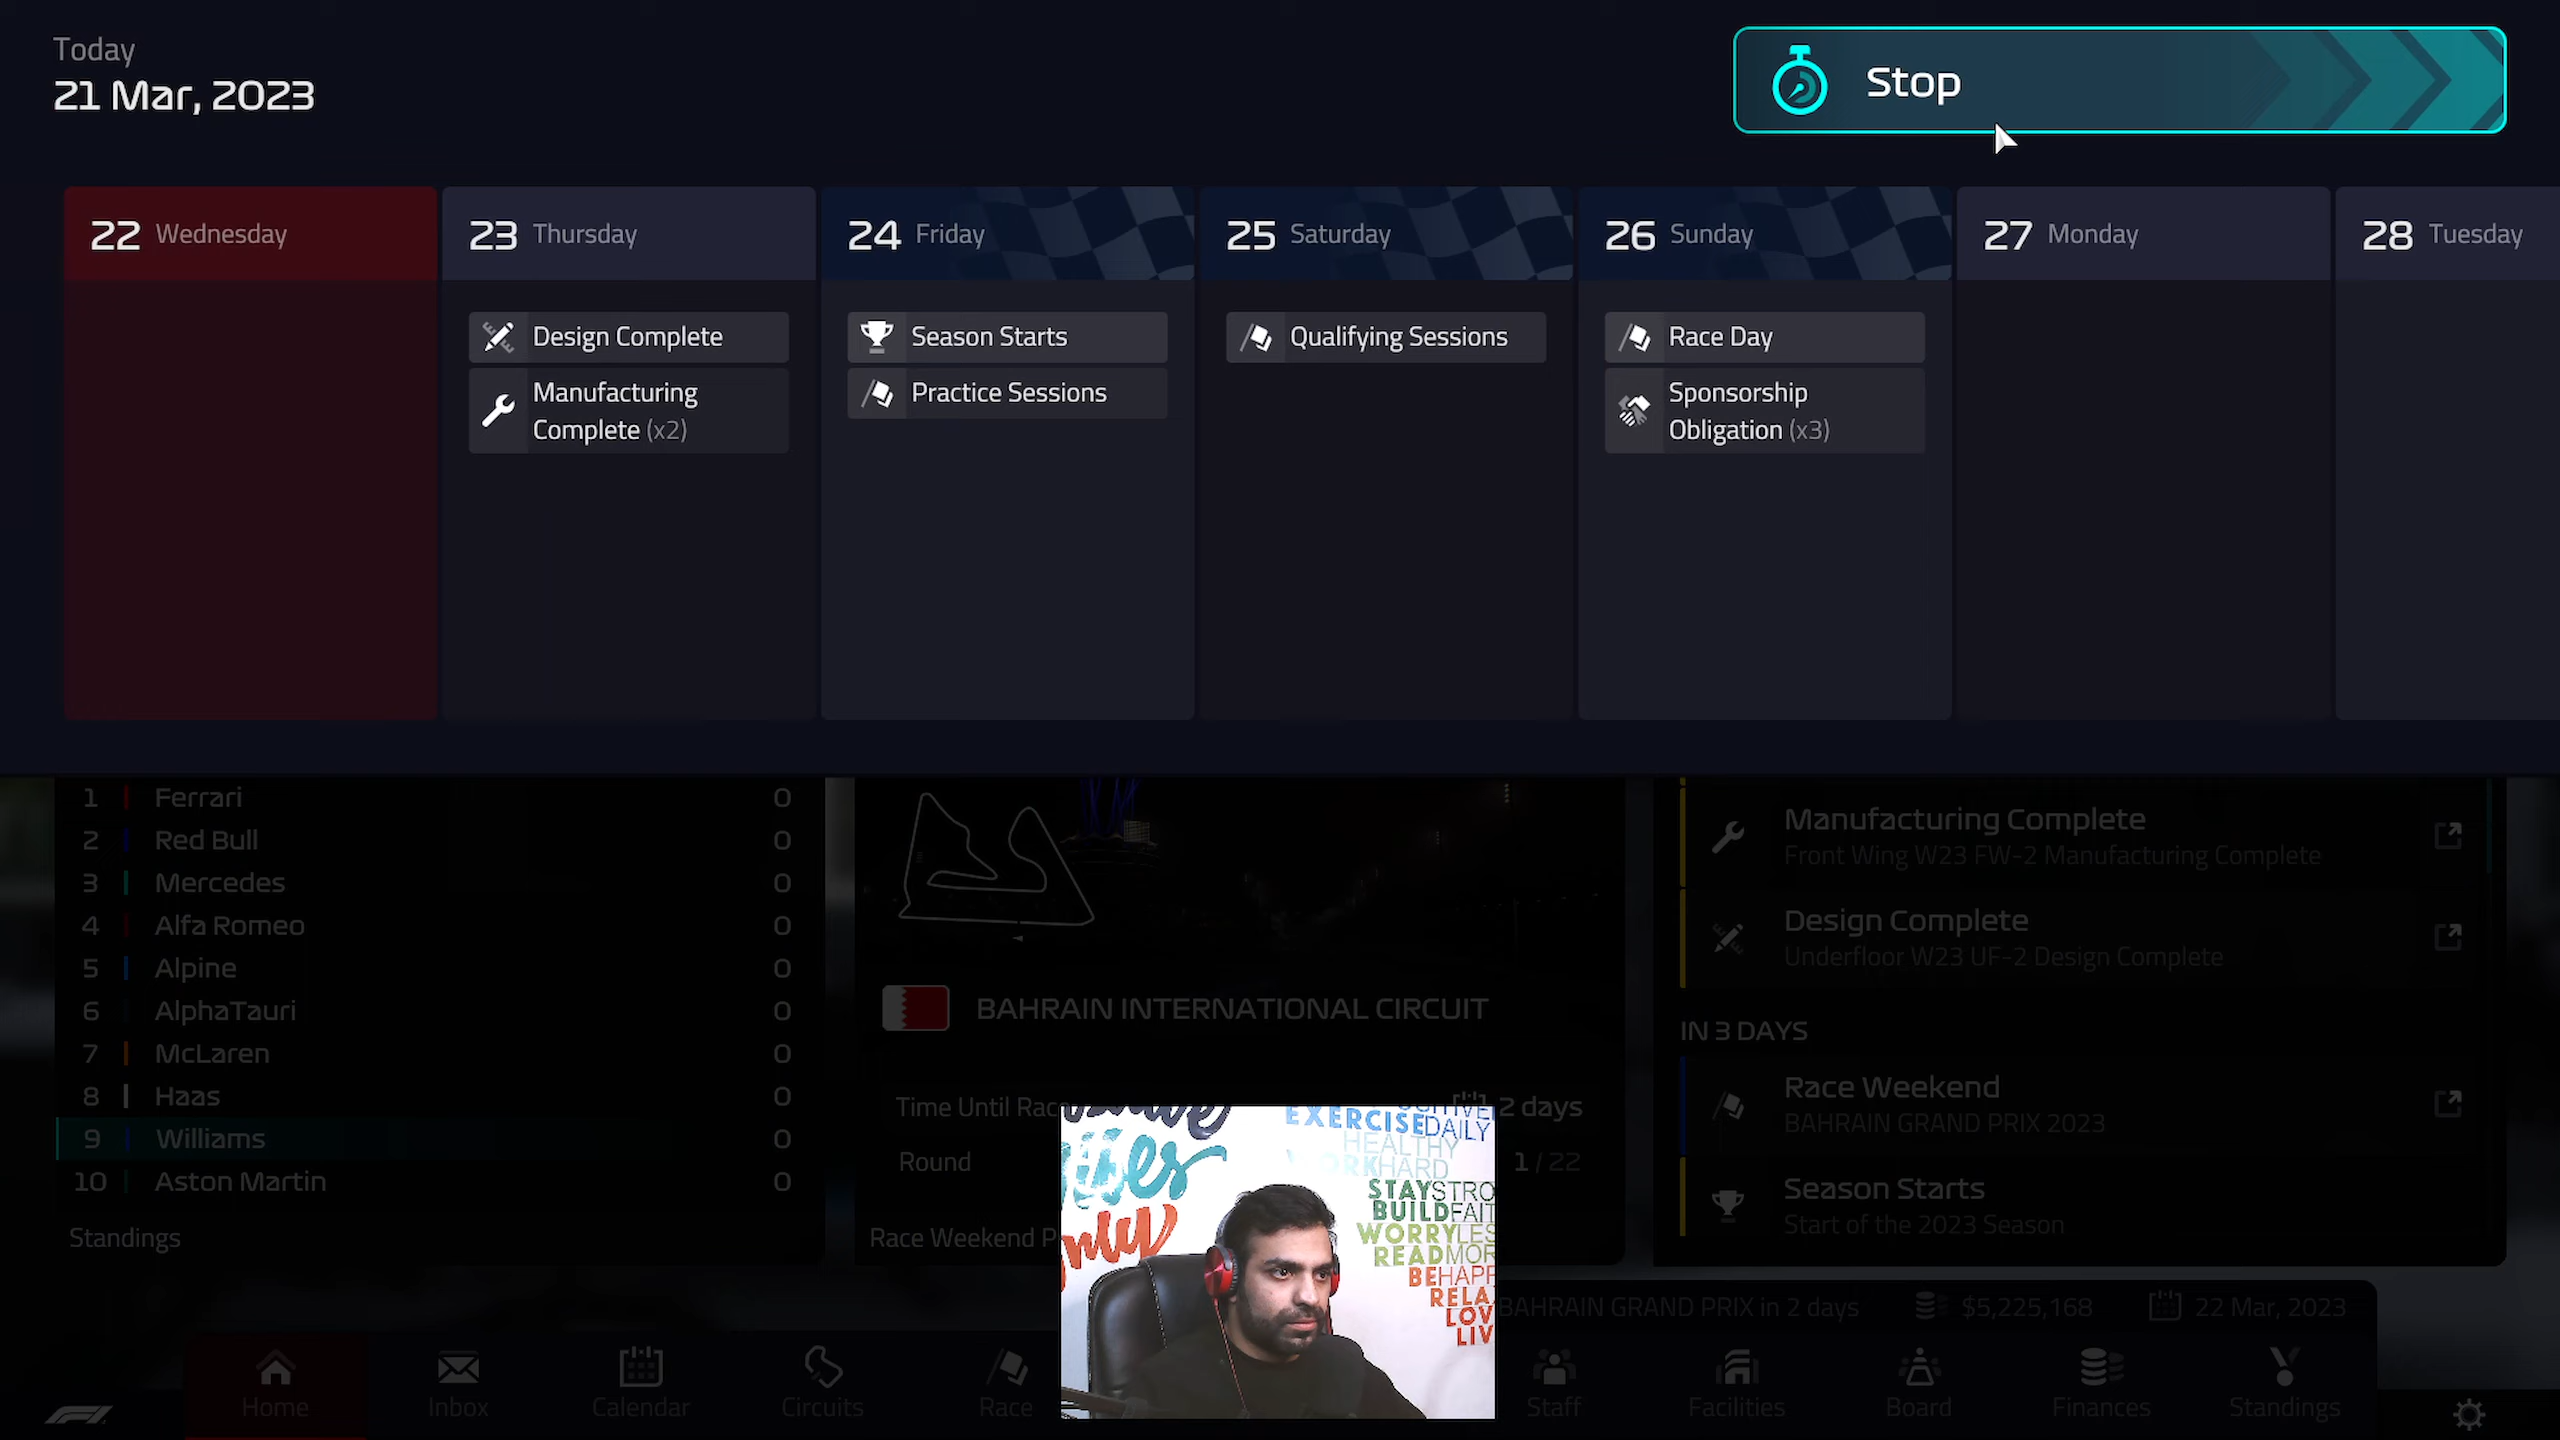 Today
21 Mar, 2023
Stop
22 Wednesday
23 Thursday
24 Friday
25 Saturday
26 Sunday
27 Monday
28 Tuesday
Design Complete
Manufacturing
Complete (x2)
Season Starts
Practice Sessions
Qualifying Sessions
Race Day
Sponsorship
Obligation (x3)
1 Ferrari 0
2 Red Bull 0
3 Mercedes 0
4 Alfa Romeo 0
5 Alpine 0
6 AlphaTauri 0
7 McLaren 0
8 Haas 0
9 Williams 0
10 Aston Martin 0
Standings
BAHRAIN INTERNATIONAL CIRCUIT
Time Until Race 2 days
Round 1 / 22
Race Weekend P
Manufacturing Complete
Front Wing W23 FW-2 Manufacturing Complete
Design Complete
Underfloor W23 UF-2 Design Complete
IN 3 DAYS
Race Weekend
BAHRAIN GRAND PRIX 2023
Season Starts
Start of the 2023 Season
EXERCISE DAILY
HEALTHY
WORK HARD
STAY STRO
BUILD FAIT
WORRY LES
READ MOR
BE HAPP
RELA
LOV
LIV
BAHRAIN GRAND PRIX in 2 days $5,225,168 22 Mar, 2023
Home
Inbox
Calendar
Circuits
Race
Staff
Facilities
Board
Finances
Standings